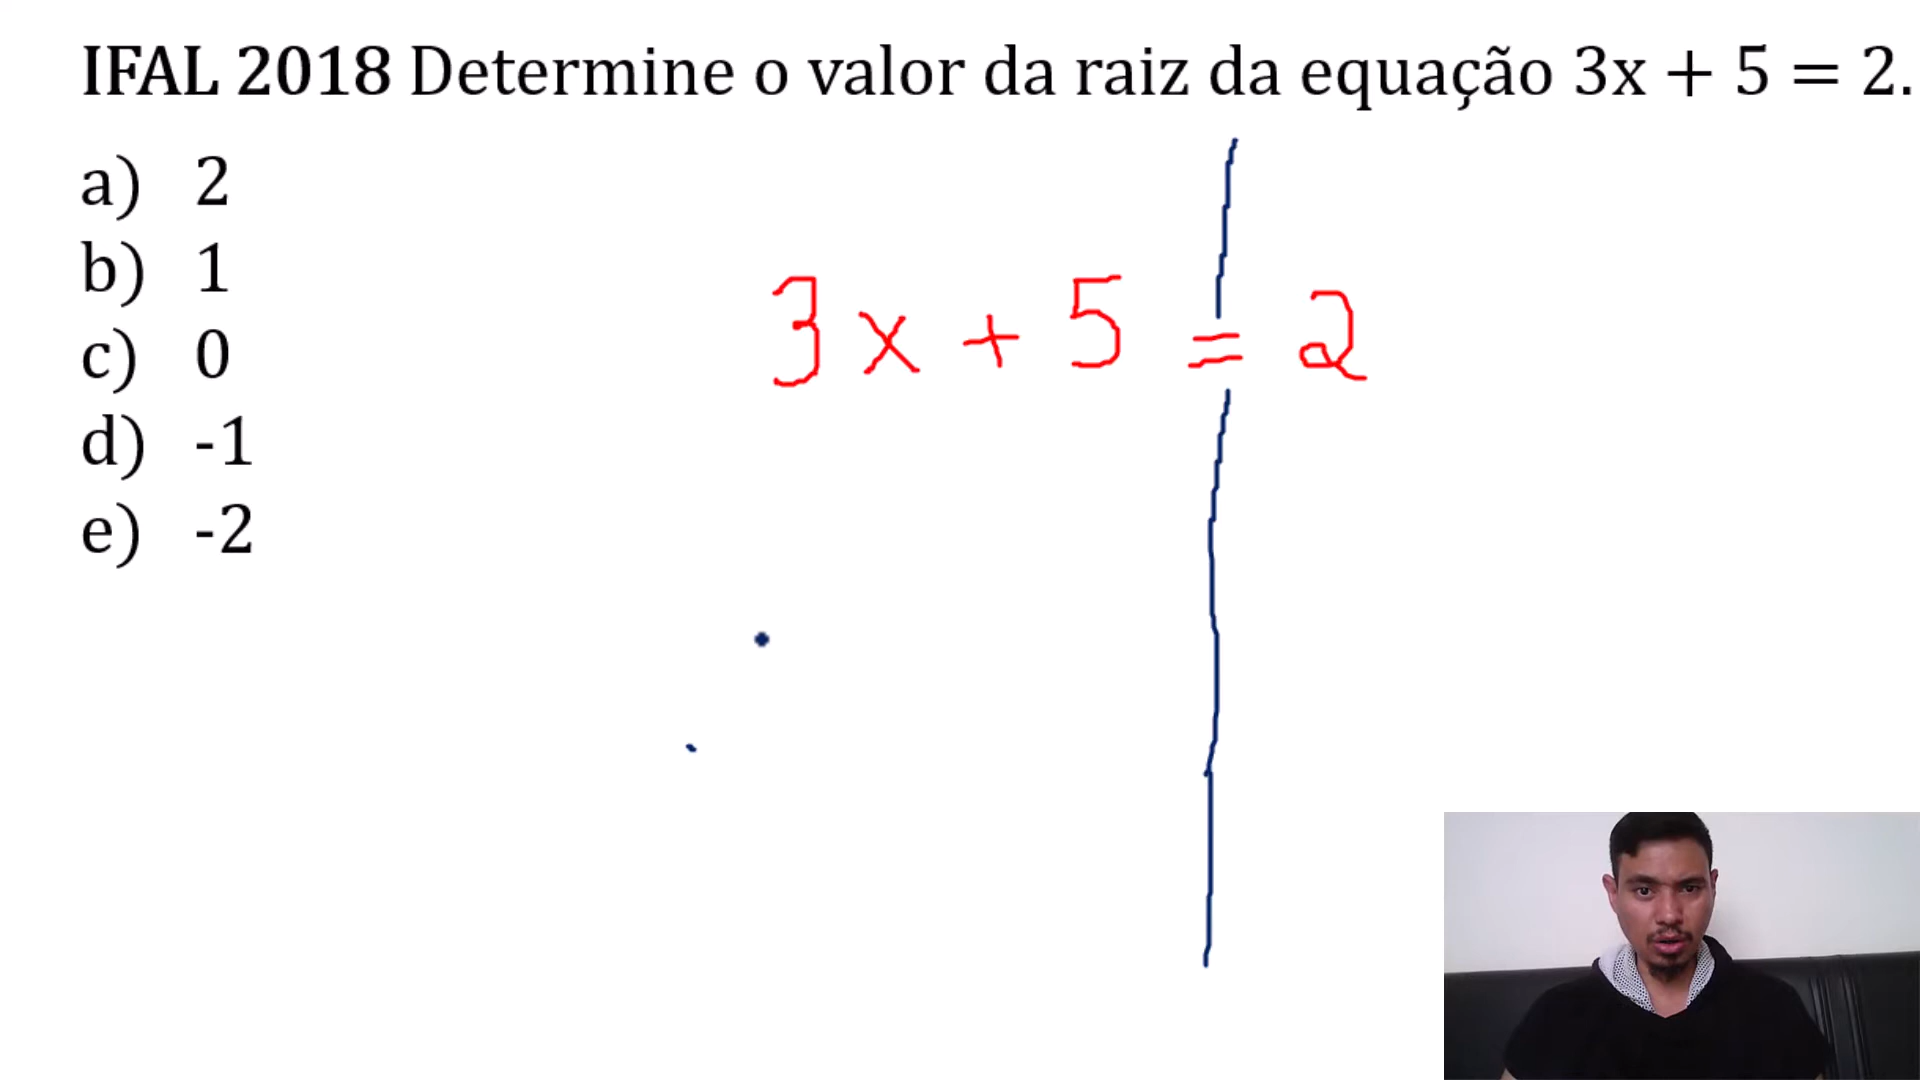 IFAL 2018 Determine o valor da raiz da equação 3x + 5 = 2.
a) 2
b) 1
c) 0
d) -1
e) -2
3x + 5 = 2